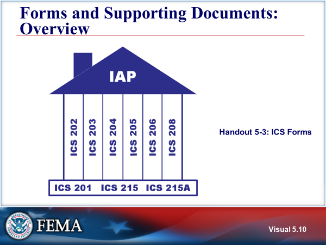 Forms and Supporting Documents:
Overview
IAP
ICS 202
ICS 203
ICS 204
ICS 205
ICS 206
ICS 208
Handout 5-3: ICS Forms
ICS 201 ICS 215 ICS 215A
FEMA
Visual 5.10